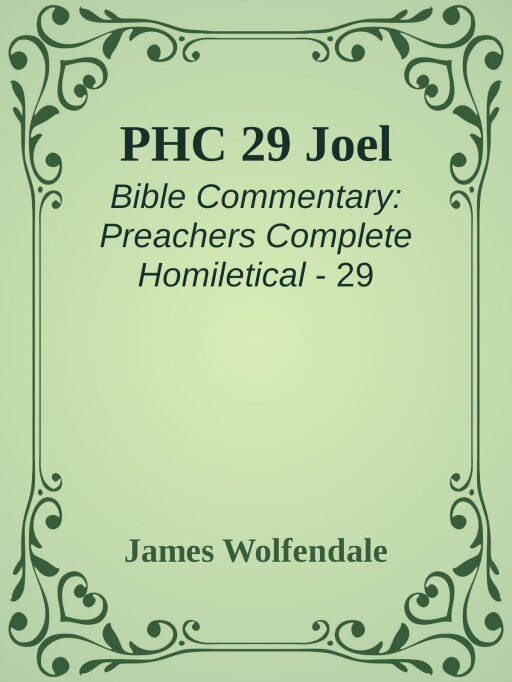 PHC 29 Joel
Bible Commentary:
Preachers Complete
Homiletical - 29
James Wolfendale